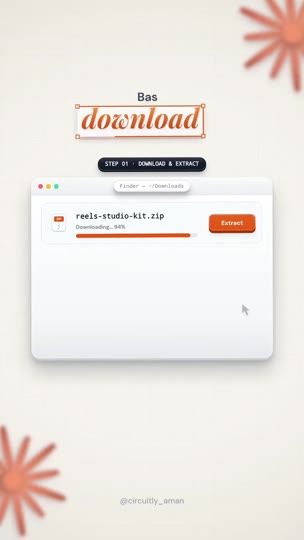 Bas
download
STEP 01 · DOWNLOAD & EXTRACT
Finder — ~/Downloads
reels-studio-kit.zip
Downloading… 94%
Extract
@circuitly_aman